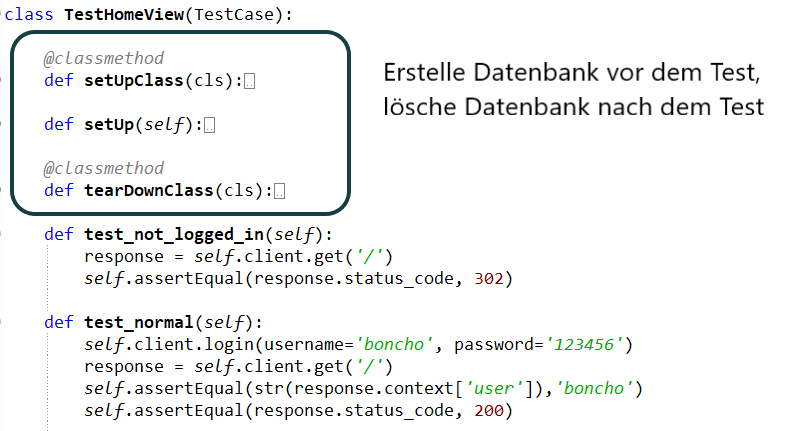 class TestHomeView(TestCase):
@classmethod
def setUpClass(cls):
Erstelle Datenbank vor dem Test,
lösche Datenbank nach dem Test
def setUp(self):
@classmethod
def tearDownClass(cls):
def test_not_logged_in(self):
response = self.client.get('/')
self.assertEqual(response.status_code, 302)
def test_normal(self):
self.client.login(username='boncho', password='123456')
response = self.client.get('/')
self.assertEqual(str(response.context['user']),'boncho')
self.assertEqual(response.status_code, 200)